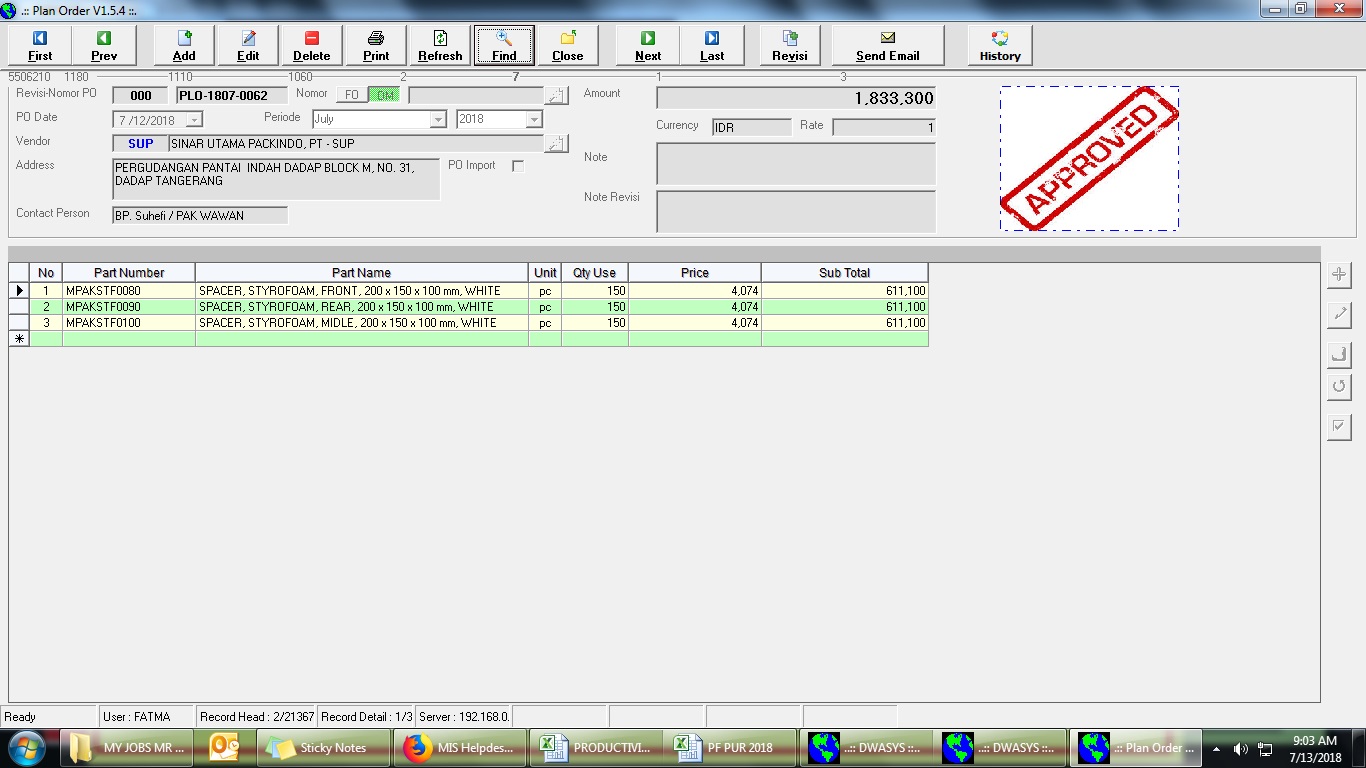 .:: Plan Order V1.5.4 ::.
First Prev Add Edit Delete Print Refresh Find Close Next Last Revisi Send Email History
5506210 1180 1110 1060 2 7 1 3
Revisi-Nomor PO 000 PLO-1807-0062 Nomor FO OM Amount 1,833,300
PO Date 7 /12/2018 Periode July 2018 Currency IDR Rate 1
Vendor SUP SINAR UTAMA PACKINDO, PT - SUP
Address PERGUDANGAN PANTAI INDAH DADAP BLOCK M, NO. 31, PO Import Note
DADAP TANGERANG
Note Revisi
Contact Person BP. Suhefi / PAK WAWAN
APPROVED
No Part Number Part Name Unit Qty Use Price Sub Total
1 MPAKSTF0080 SPACER, STYROFOAM, FRONT, 200 x 150 x 100 mm, WHITE pc 150 4,074 611,100
2 MPAKSTF0090 SPACER, STYROFOAM, REAR, 200 x 150 x 100 mm, WHITE pc 150 4,074 611,100
3 MPAKSTF0100 SPACER, STYROFOAM, MIDLE, 200 x 150 x 100 mm, WHITE pc 150 4,074 611,100
Ready User : FATMA Record Head : 2/21367 Record Detail : 1/3 Server : 192.168.0.
MY JOBS MR ... Sticky Notes MIS Helpdes... PRODUCTIVI... PF PUR 2018 ..:: DWASYS ::.. ..:: DWASYS ::.. .:: Plan Order ... 9:03 AM
7/13/2018